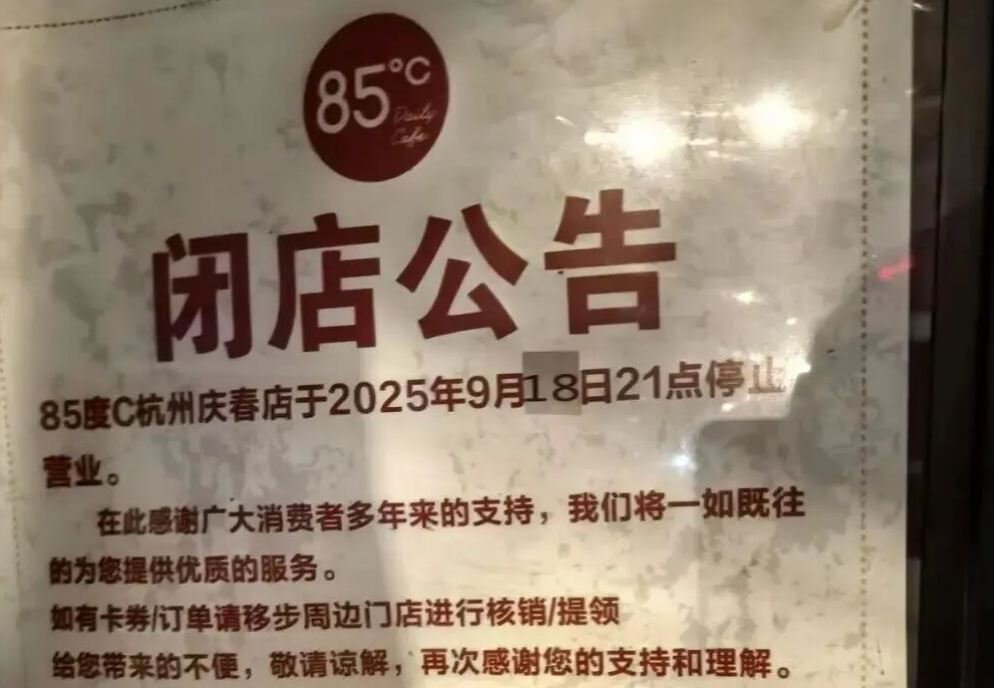 85°C
Daily
Cafe
闭店公告
85度C杭州庆春店于2025年9月18日21点停止
营业。
在此感谢广大消费者多年来的支持，我们将一如既往
的为您提供优质的服务。
如有卡券/订单请移步周边门店进行核销/提领
给您带来的不便，敬请谅解，再次感谢您的支持和理解。